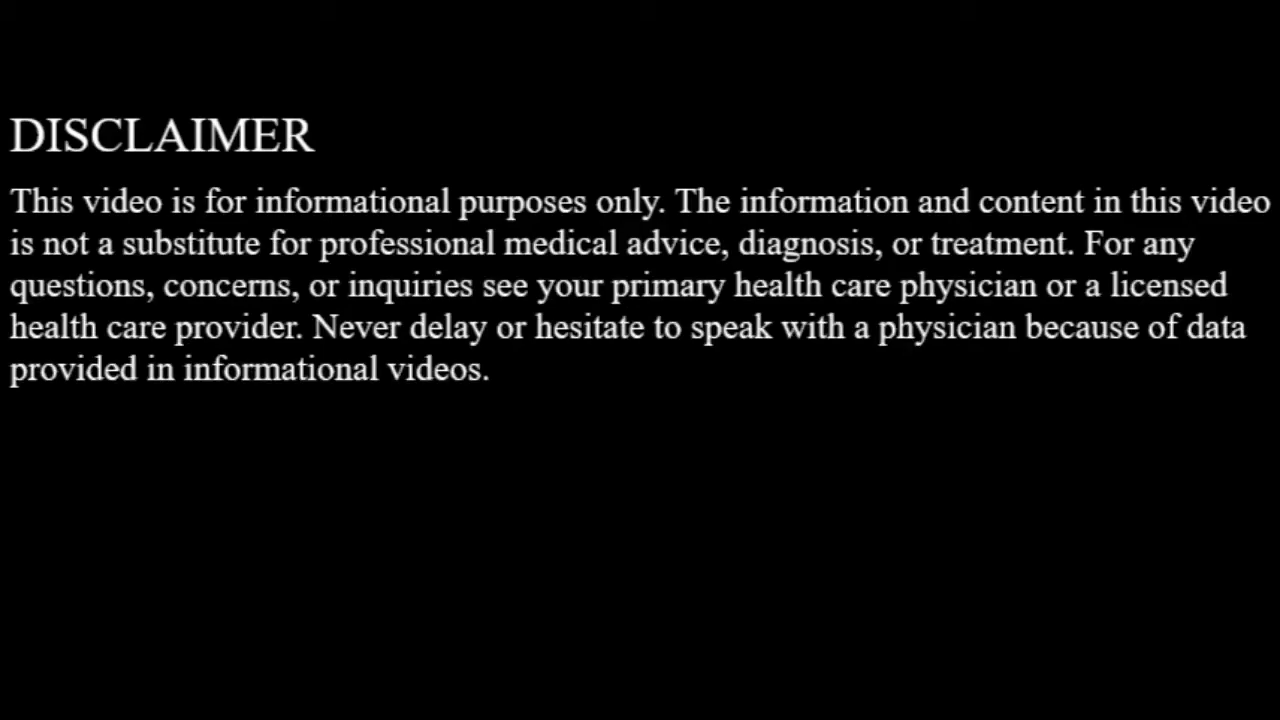 DISCLAIMER
This video is for informational purposes only. The information and content in this video
is not a substitute for professional medical advice, diagnosis, or treatment. For any
questions, concerns, or inquiries see your primary health care physician or a licensed
health care provider. Never delay or hesitate to speak with a physician because of data
provided in informational videos.